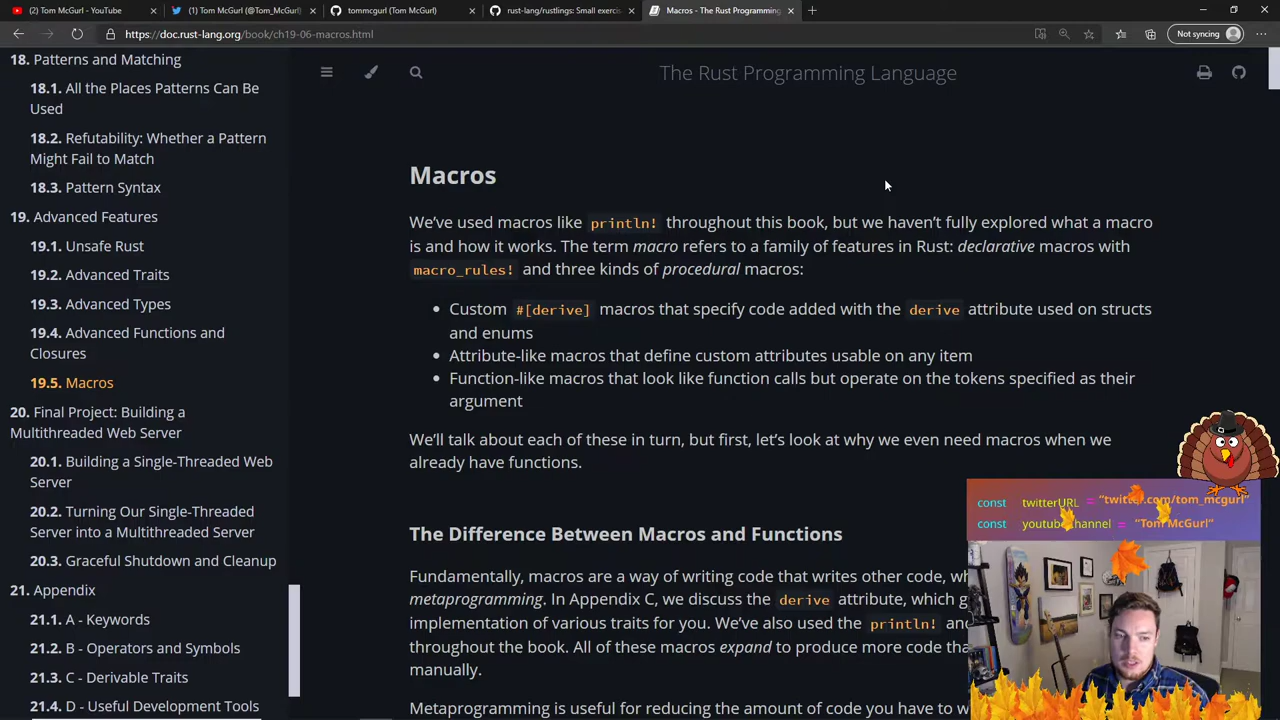 (2) YouTube
(1) Tom McGurl (@Tom_McGurl)
tommcgurl (Tom McGurl)
rust-lang/rustlings: Small exercis
Macros - The Rust Programming
https://doc.rust-lang.org/book/ch19-06-macros.html
Not syncing
18. Patterns and Matching
18.1. All the Places Patterns Can Be
Used
18.2. Refutability: Whether a Pattern
Might Fail to Match
18.3. Pattern Syntax
19. Advanced Features
19.1. Unsafe Rust
19.2. Advanced Traits
19.3. Advanced Types
19.4. Advanced Functions and
Closures
19.5. Macros
20. Final Project: Building a
Multithreaded Web Server
20.1. Building a Single-Threaded Web
Server
20.2. Turning Our Single-Threaded
Server into a Multithreaded Server
20.3. Graceful Shutdown and Cleanup
21. Appendix
21.1. A - Keywords
21.2. B - Operators and Symbols
21.3. C - Derivable Traits
21.4. D - Useful Development Tools
The Rust Programming Language
Macros
We've used macros like println! throughout this book, but we haven't fully explored what a macro
is and how it works. The term macro refers to a family of features in Rust: declarative macros with
macro_rules! and three kinds of procedural macros:
• Custom #[derive] macros that specify code added with the derive attribute used on structs
and enums
• Attribute-like macros that define custom attributes usable on any item
• Function-like macros that look like function calls but operate on the tokens specified as their
argument
We'll talk about each of these in turn, but first, let's look at why we even need macros when we
already have functions.
The Difference Between Macros and Functions
Fundamentally, macros are a way of writing code that writes other code, wh
metaprogramming. In Appendix C, we discuss the derive attribute, which g
implementation of various traits for you. We've also used the println! and
throughout the book. All of these macros expand to produce more code tha
manually.
Metaprogramming is useful for reducing the amount of code you have to w
const twitterURL = "twitter.com/tom_mcgurl"
const youtubeChannel = "Tom McGurl"